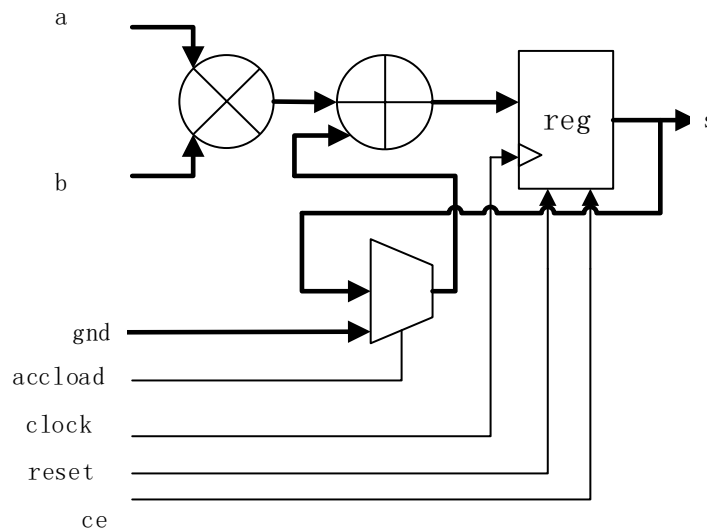 a
reg
s
b
gnd
accload
clock
reset
ce